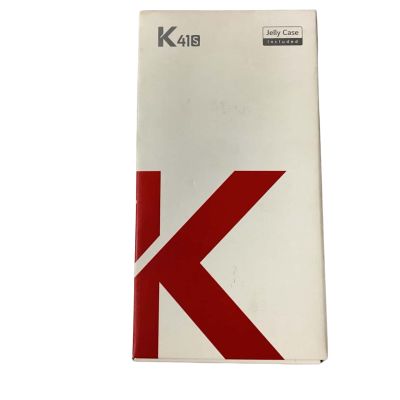 K41S
Jelly Case
Included
K